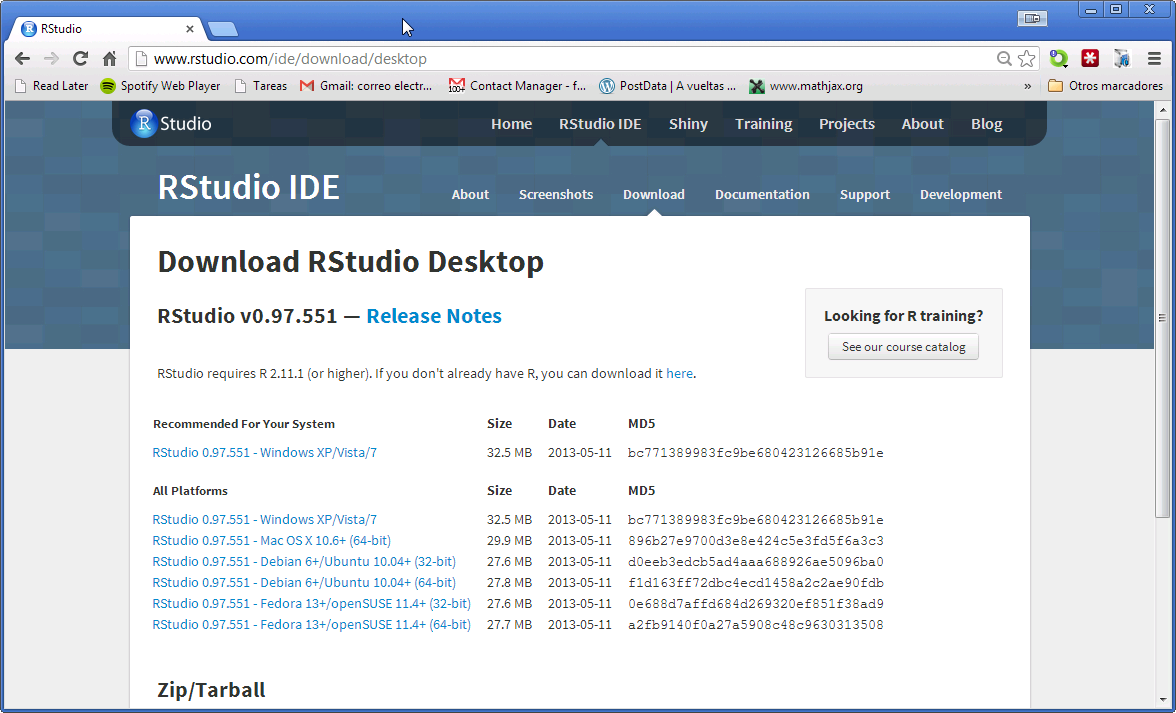 RStudio
www.rstudio.com/ide/download/desktop
Read Later Spotify Web Player Tareas Gmail: correo electr... Contact Manager - f... PostData | A vueltas ... www.mathjax.org » Otros marcadores
R Studio Home RStudio IDE Shiny Training Projects About Blog
RStudio IDE About Screenshots Download Documentation Support Development
Download RStudio Desktop
RStudio v0.97.551 — Release Notes
Looking for R training?
See our course catalog
RStudio requires R 2.11.1 (or higher). If you don't already have R, you can download it here.
Recommended For Your System Size Date MD5
RStudio 0.97.551 - Windows XP/Vista/7 32.5 MB 2013-05-11 bc771389983fc9be680423126685b91e
All Platforms Size Date MD5
RStudio 0.97.551 - Windows XP/Vista/7 32.5 MB 2013-05-11 bc771389983fc9be680423126685b91e
RStudio 0.97.551 - Mac OS X 10.6+ (64-bit) 29.9 MB 2013-05-11 896b27e9700d3e8e424c5e3fd5f6a3c3
RStudio 0.97.551 - Debian 6+/Ubuntu 10.04+ (32-bit) 27.6 MB 2013-05-11 d0eeb3edcb5ad4aaa688926ae5096ba0
RStudio 0.97.551 - Debian 6+/Ubuntu 10.04+ (64-bit) 27.8 MB 2013-05-11 f1d163ff72dbc4ecd1458a2c2ae90fdb
RStudio 0.97.551 - Fedora 13+/openSUSE 11.4+ (32-bit) 27.6 MB 2013-05-11 0e688d7affd684d269320ef851f38ad9
RStudio 0.97.551 - Fedora 13+/openSUSE 11.4+ (64-bit) 27.7 MB 2013-05-11 a2fb9140f0a27a5908c48c9630313508
Zip/Tarball